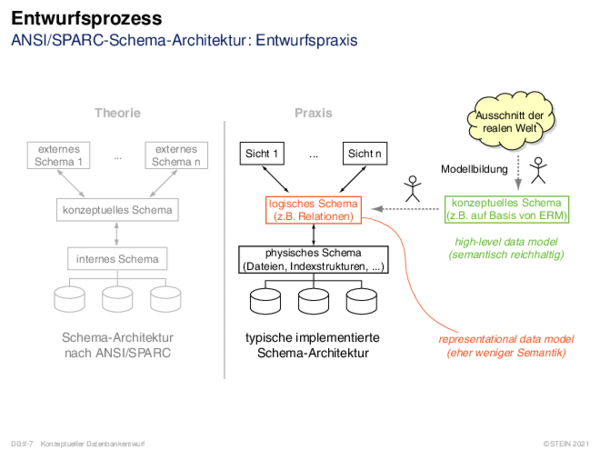 Entwurfsprozess
ANSI/SPARC-Schema-Architektur: Entwurfspraxis
Theorie
externes
Schema 1
...
externes
Schema n
konzeptuelles Schema
internes Schema
Schema-Architektur
nach ANSI/SPARC
Praxis
Sicht 1
...
Sicht n
logisches Schema
(z.B. Relationen)
physisches Schema
(Dateien, Indexstrukturen, ...)
typische implementierte
Schema-Architektur
Ausschnitt der
realen Welt
Modellbildung
konzeptuelles Schema
(z.B. auf Basis von ERM)
high-level data model
(semantisch reichhaltig)
representational data model
(eher weniger Semantik)
DB:II-7 Konzeptueller Datenbankentwurf
©STEIN 2021